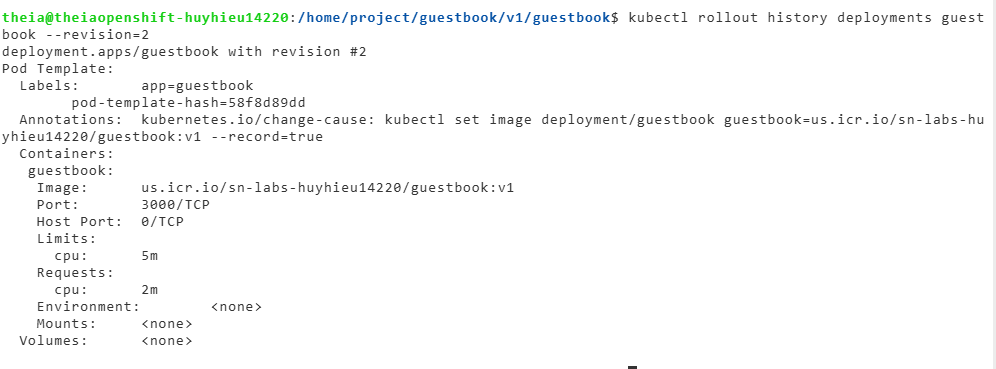 theia@theiaopenshift-huyhieu14220:/home/project/guestbook/v1/guestbook$ kubectl rollout history deployments guest
book --revision=2
deployment.apps/guestbook with revision #2
Pod Template:
  Labels:       app=guestbook
        pod-template-hash=58f8d89dd
  Annotations:  kubernetes.io/change-cause: kubectl set image deployment/guestbook guestbook=us.icr.io/sn-labs-hu
yhieu14220/guestbook:v1 --record=true
  Containers:
   guestbook:
    Image:      us.icr.io/sn-labs-huyhieu14220/guestbook:v1
    Port:       3000/TCP
    Host Port:  0/TCP
    Limits:
      cpu:      5m
    Requests:
      cpu:      2m
    Environment:        <none>
    Mounts:     <none>
  Volumes:      <none>